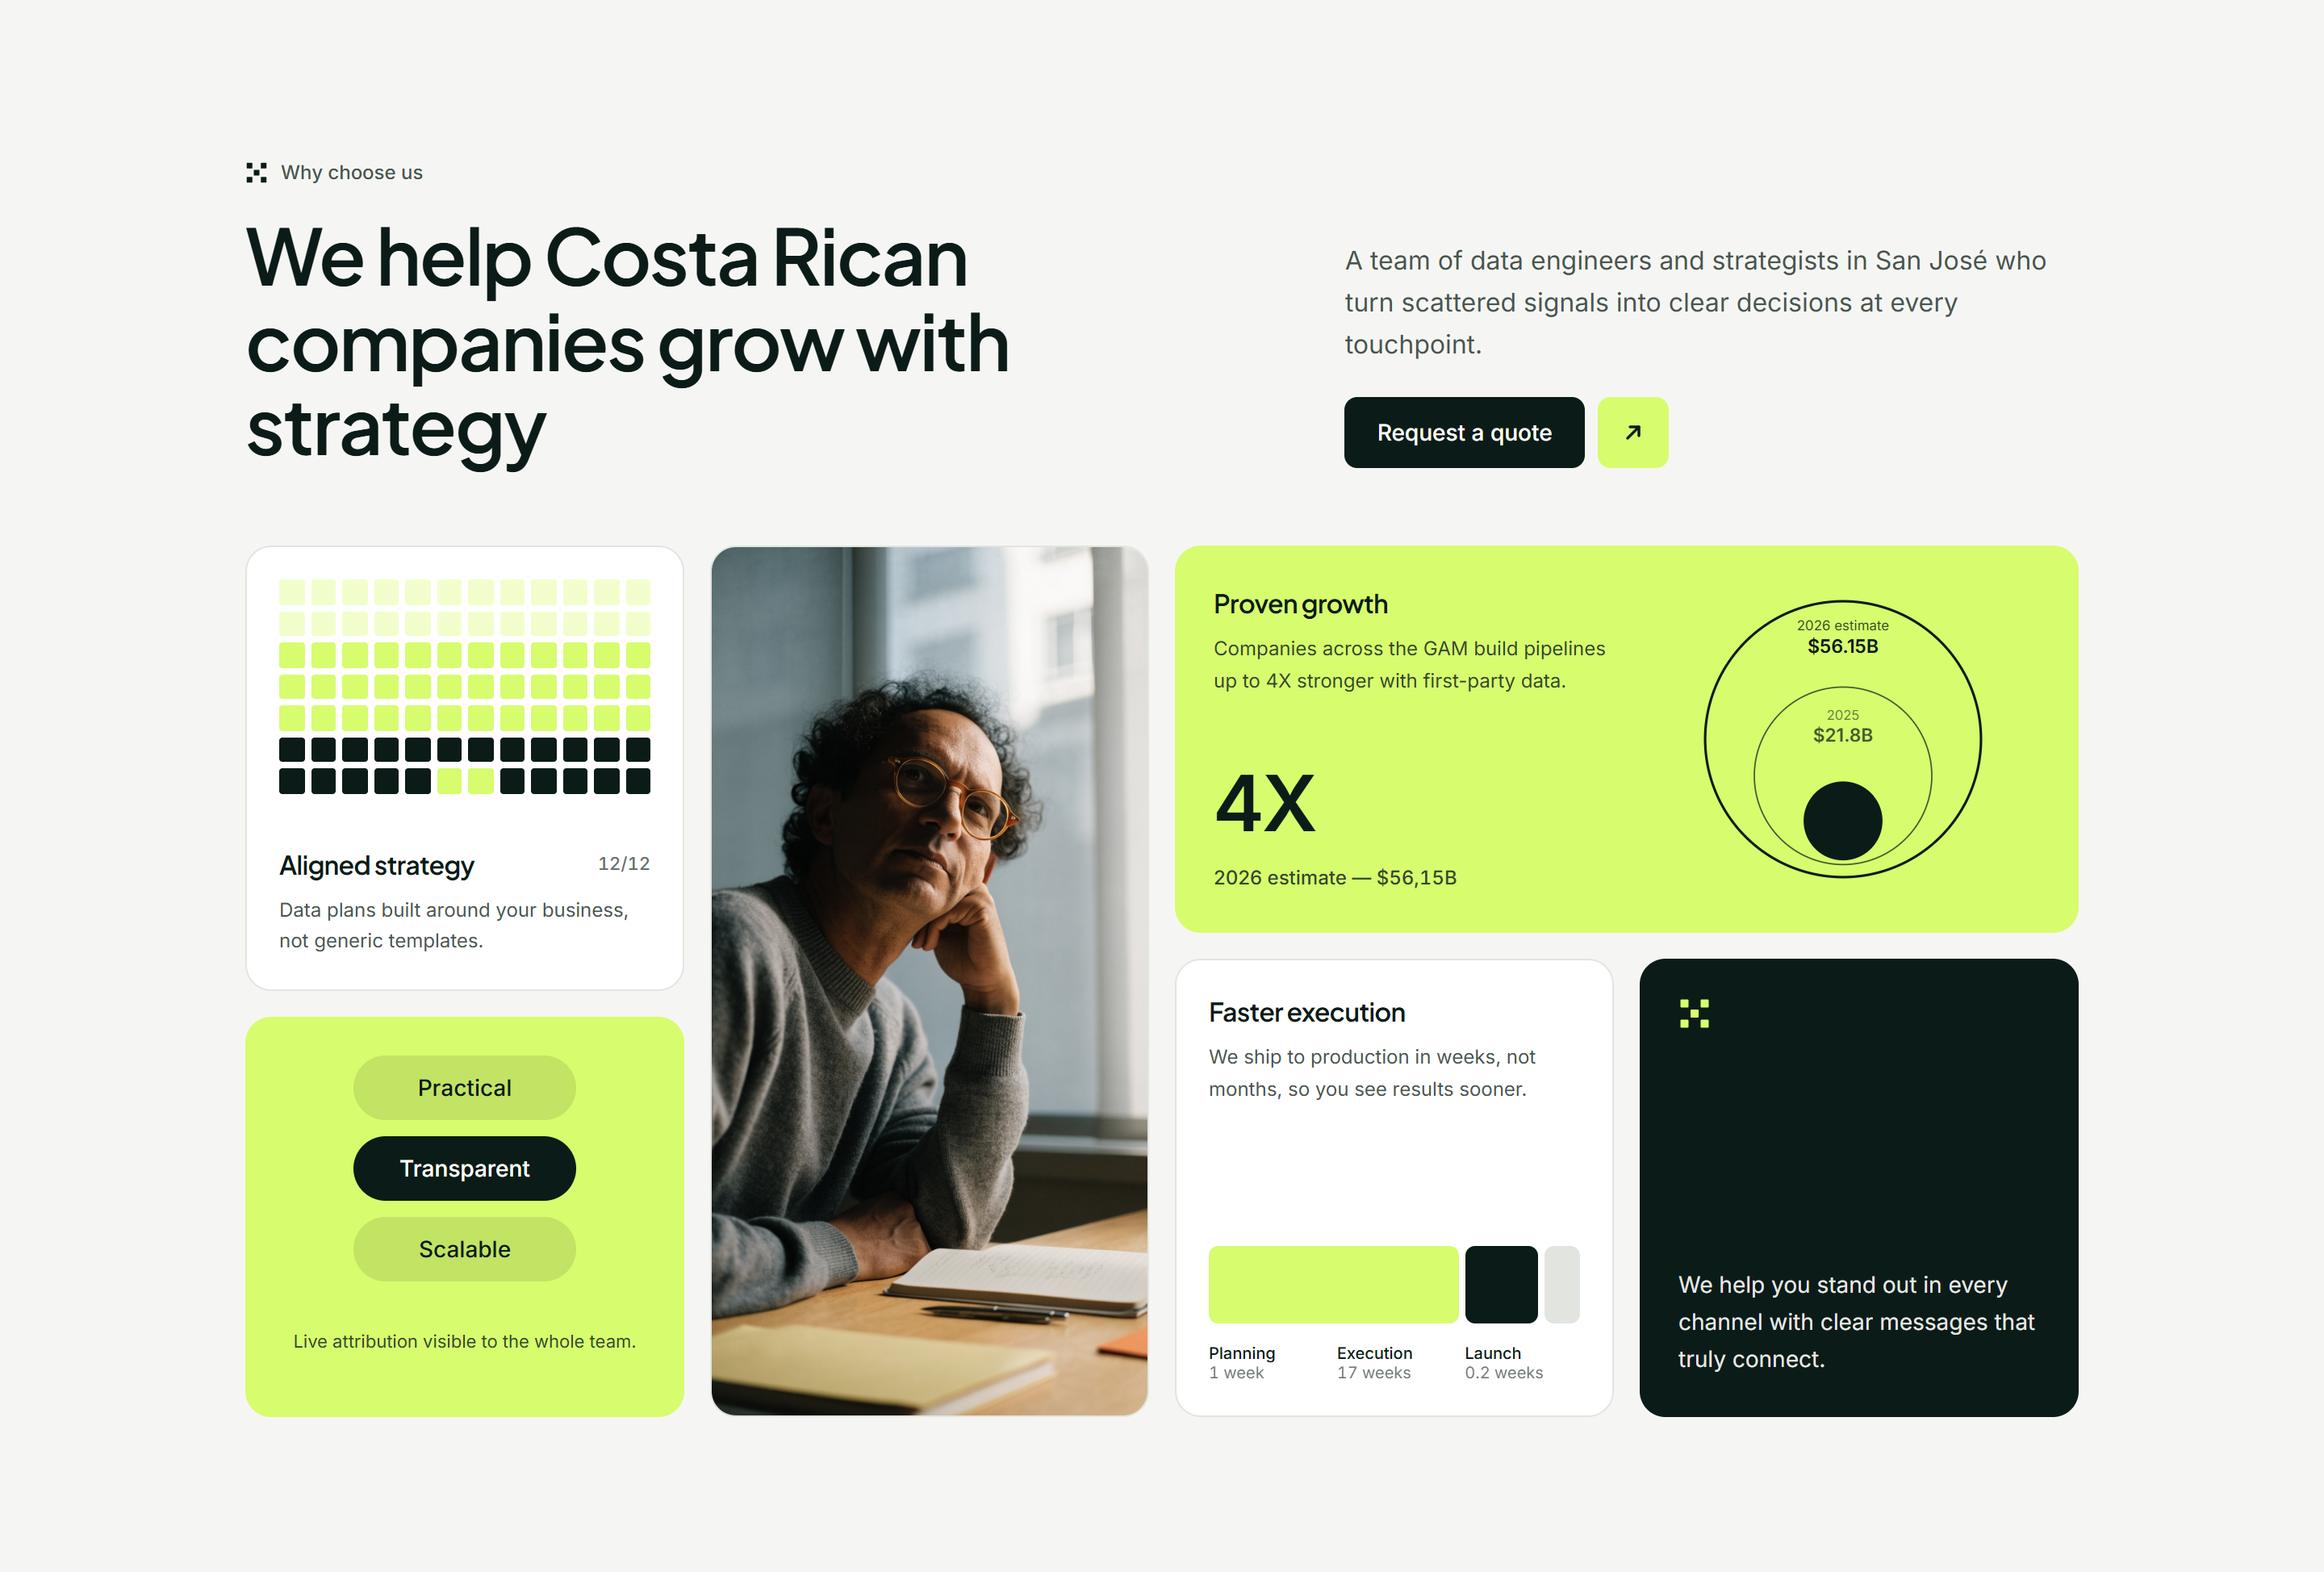 Why choose us
We help Costa Rican
companies grow with
strategy
A team of data engineers and strategists in San José who
turn scattered signals into clear decisions at every
touchpoint.
Request a quote
Aligned strategy
12/12
Data plans built around your business,
not generic templates.
Practical
Transparent
Scalable
Live attribution visible to the whole team.
Proven growth
Companies across the GAM build pipelines
up to 4X stronger with first-party data.
4X
2026 estimate — $56,15B
2026 estimate
$56.15B
2025
$21.8B
Faster execution
We ship to production in weeks, not
months, so you see results sooner.
Planning
1 week
Execution
17 weeks
Launch
0.2 weeks
We help you stand out in every
channel with clear messages that
truly connect.